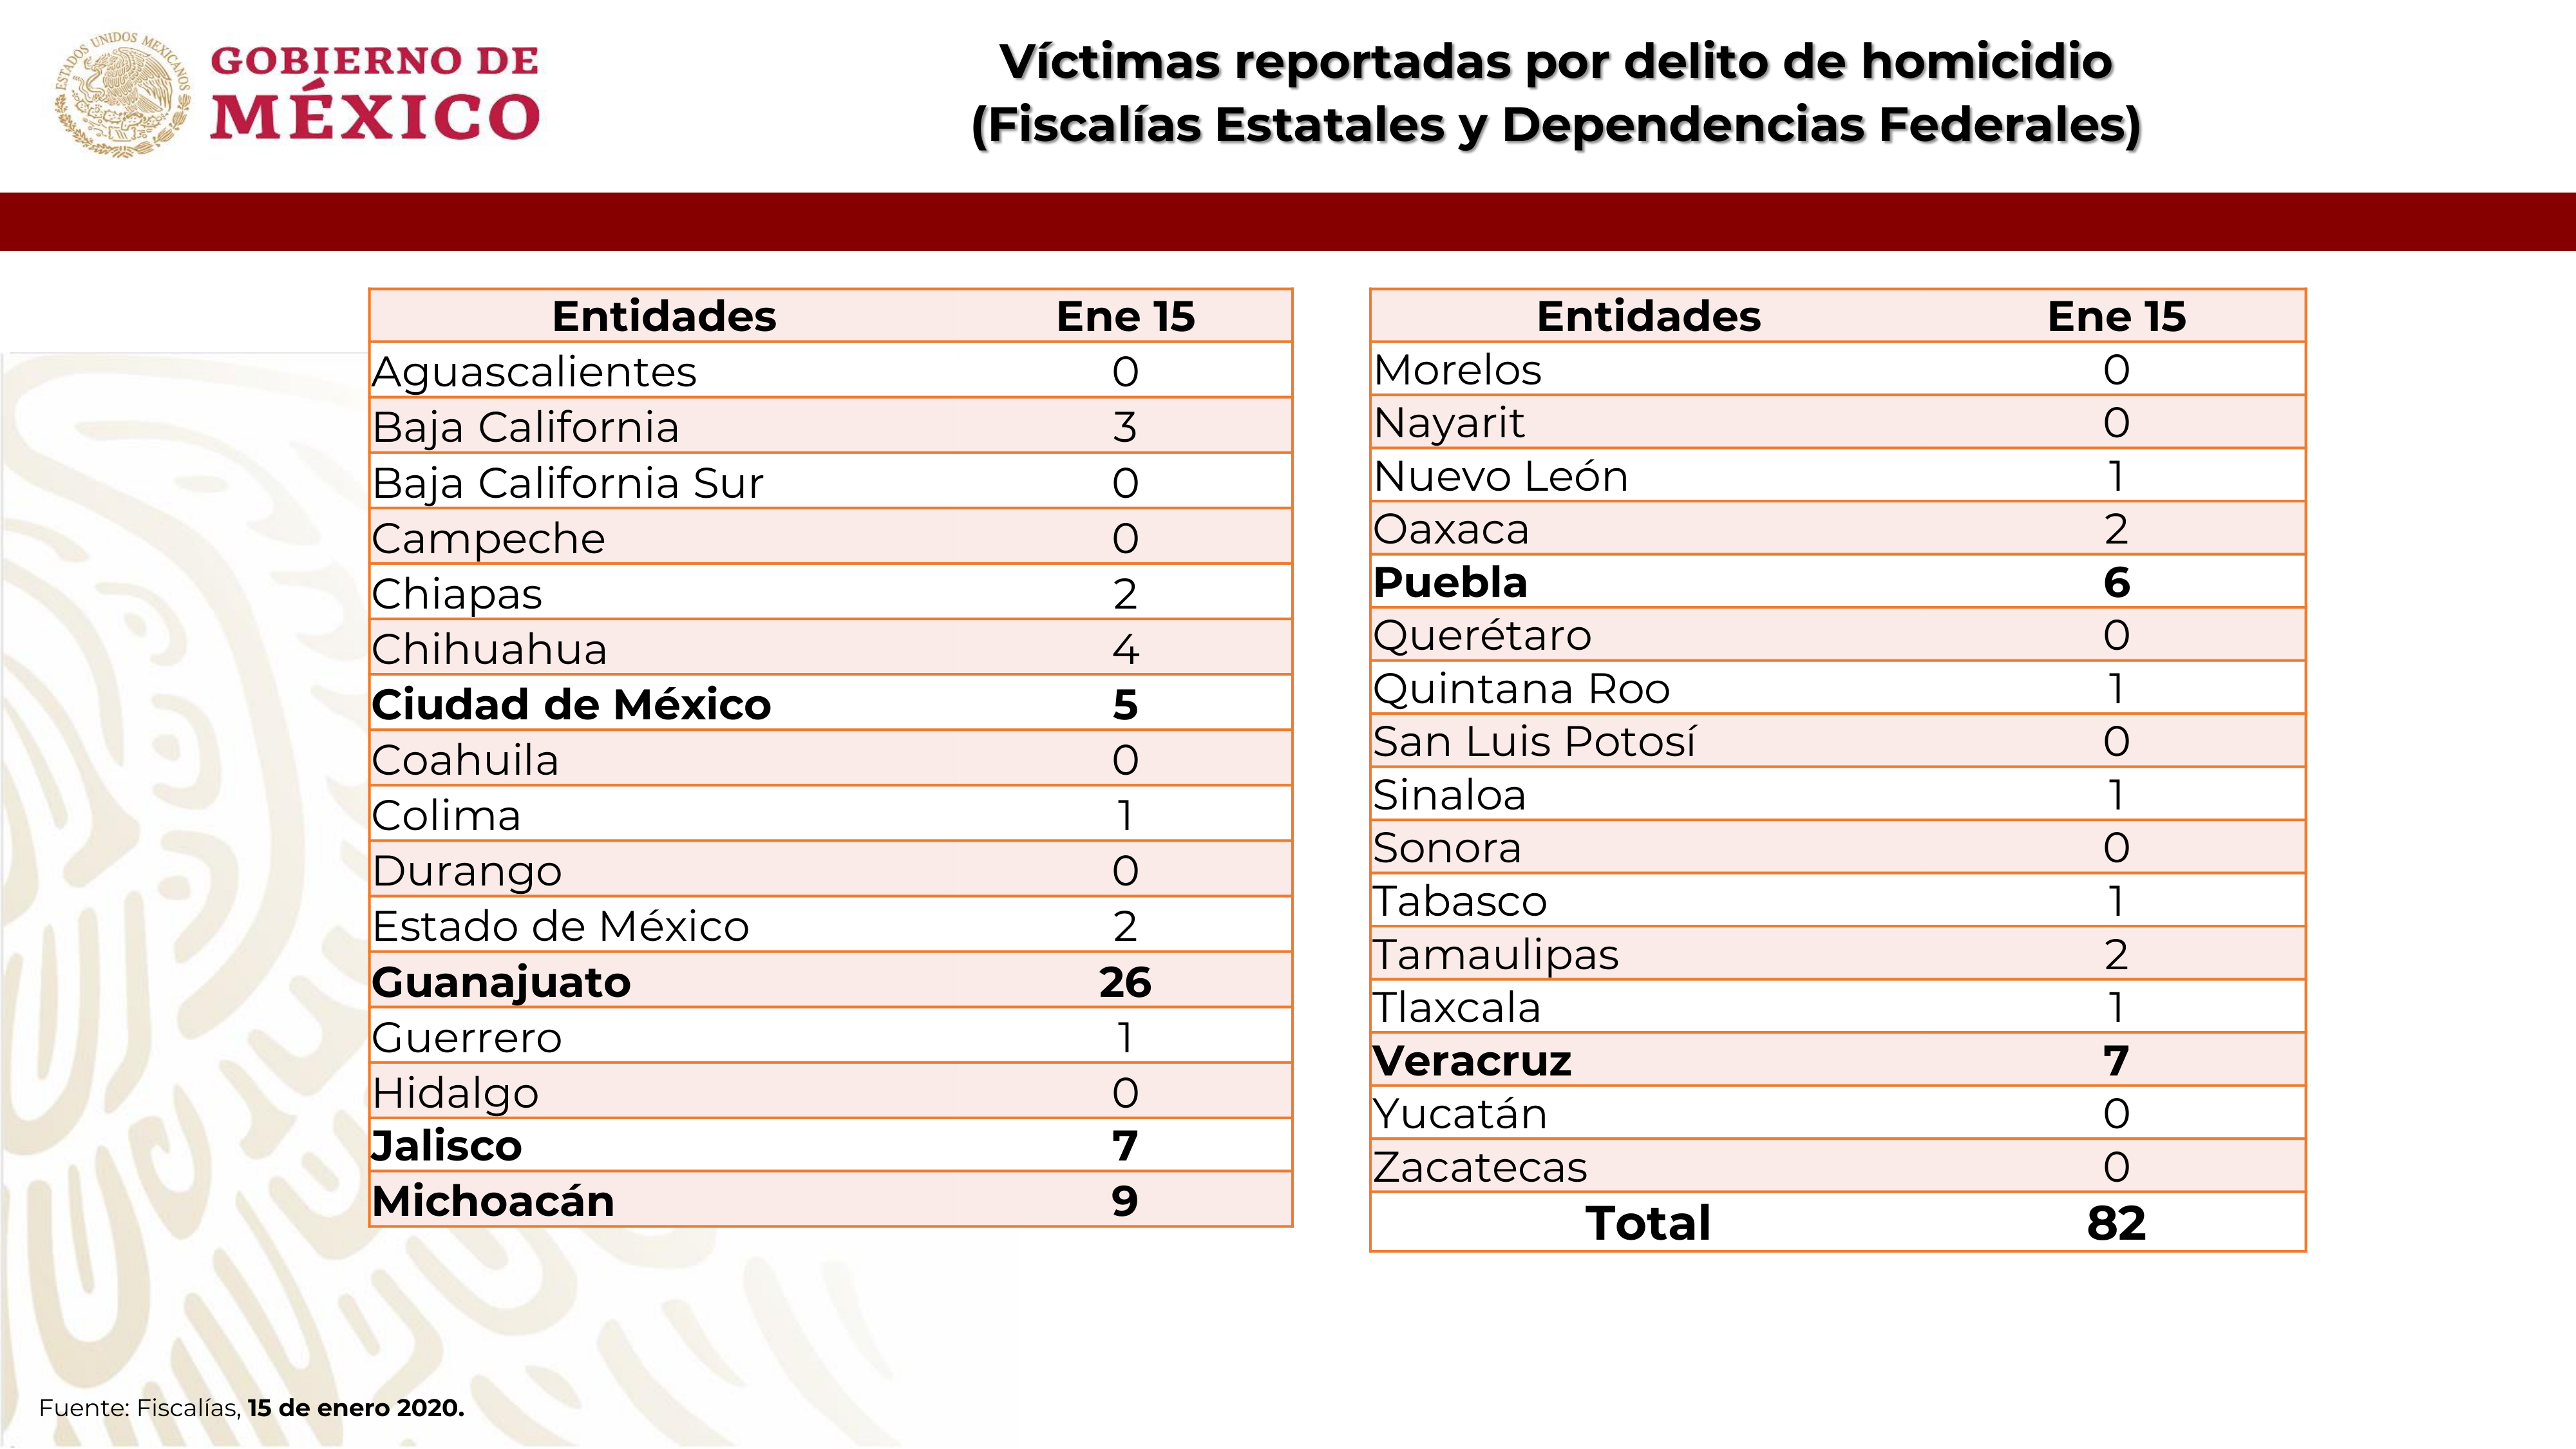 ESTADOS UNIDOS MEXICANOS
GOBIERNO DE
MÉXICO
Víctimas reportadas por delito de homicidio
(Fiscalías Estatales y Dependencias Federales)
Entidades Ene 15
Aguascalientes 0
Baja California 3
Baja California Sur 0
Campeche 0
Chiapas 2
Chihuahua 4
Ciudad de México 5
Coahuila 0
Colima 1
Durango 0
Estado de México 2
Guanajuato 26
Guerrero 1
Hidalgo 0
Jalisco 7
Michoacán 9
Entidades Ene 15
Morelos 0
Nayarit 0
Nuevo León 1
Oaxaca 2
Puebla 6
Querétaro 0
Quintana Roo 1
San Luis Potosí 0
Sinaloa 1
Sonora 0
Tabasco 1
Tamaulipas 2
Tlaxcala 1
Veracruz 7
Yucatán 0
Zacatecas 0
Total 82
Fuente: Fiscalías, 15 de enero 2020.